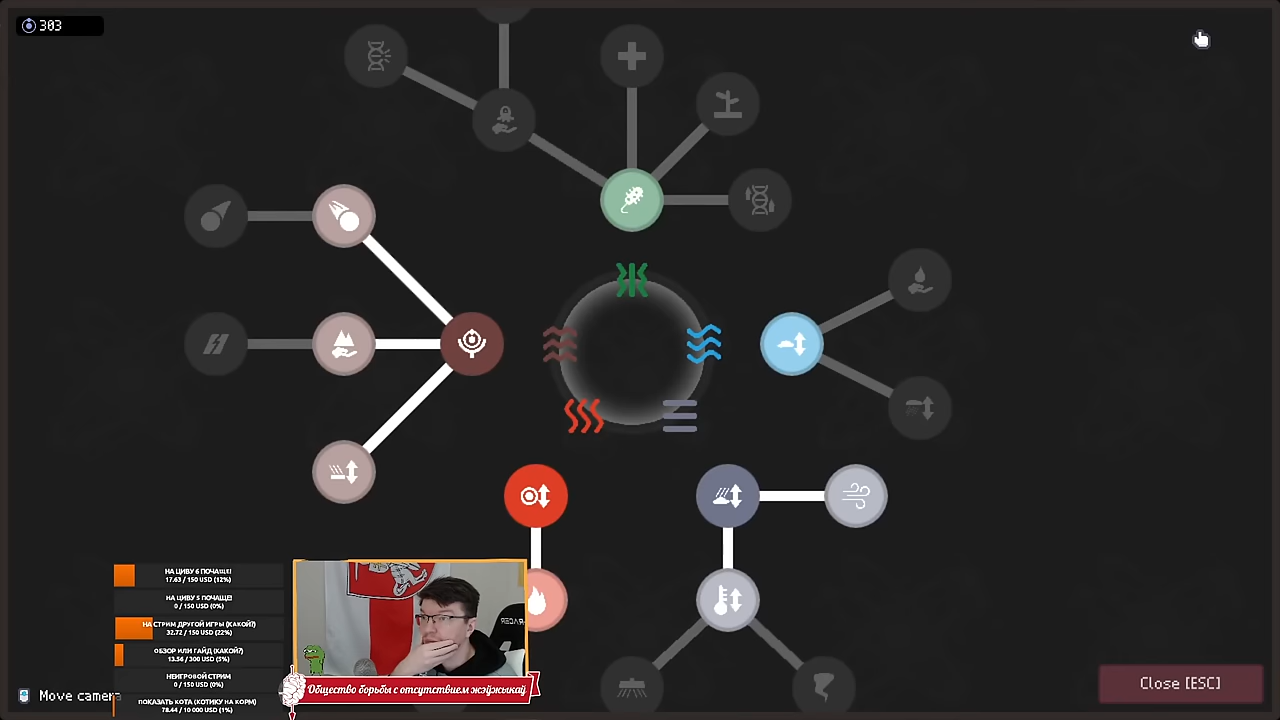 303
НА ЦИВУ 6 ПОЧАЩЕ!
17.63 / 150 USD (12%)
НА ЦИВУ 5 ПОЧАЩЕ!
0 / 150 USD (0%)
НА СТРИМ ДРУГОЙ ИГРЫ (КАКОЙ?)
32.72 / 150 USD (22%)
ОБЗОР ИЛИ ГАЙД (КАКОЙ?)
13.56 / 300 USD (5%)
НЕИГРОВОЙ СТРИМ
0 / 150 USD (0%)
ПОКАЗАТЬ КОТА (КОТИКУ НА КОРМ)
78.44 / 10 000 USD (1%)
Move camera
Общество борьбы с отсутствием жэўжыкаў
Close [ESC]